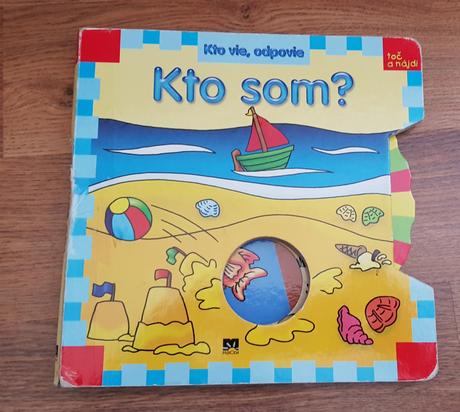 Kto vie, odpovie
toč
a nájdi
Kto som?